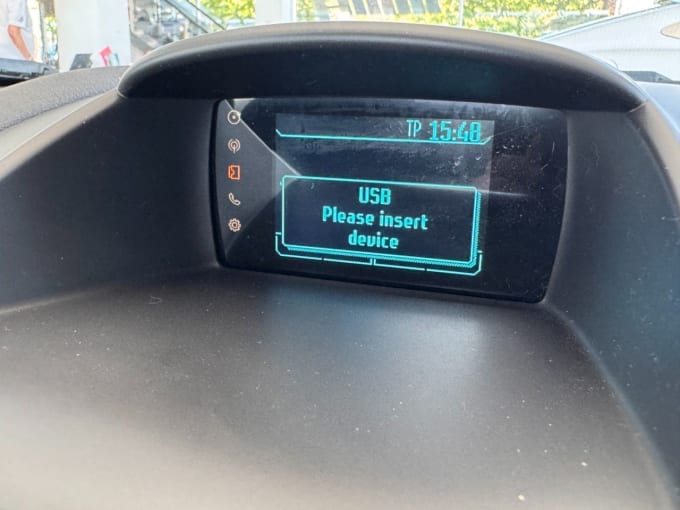 TP 15:48
USB
Please insert
device